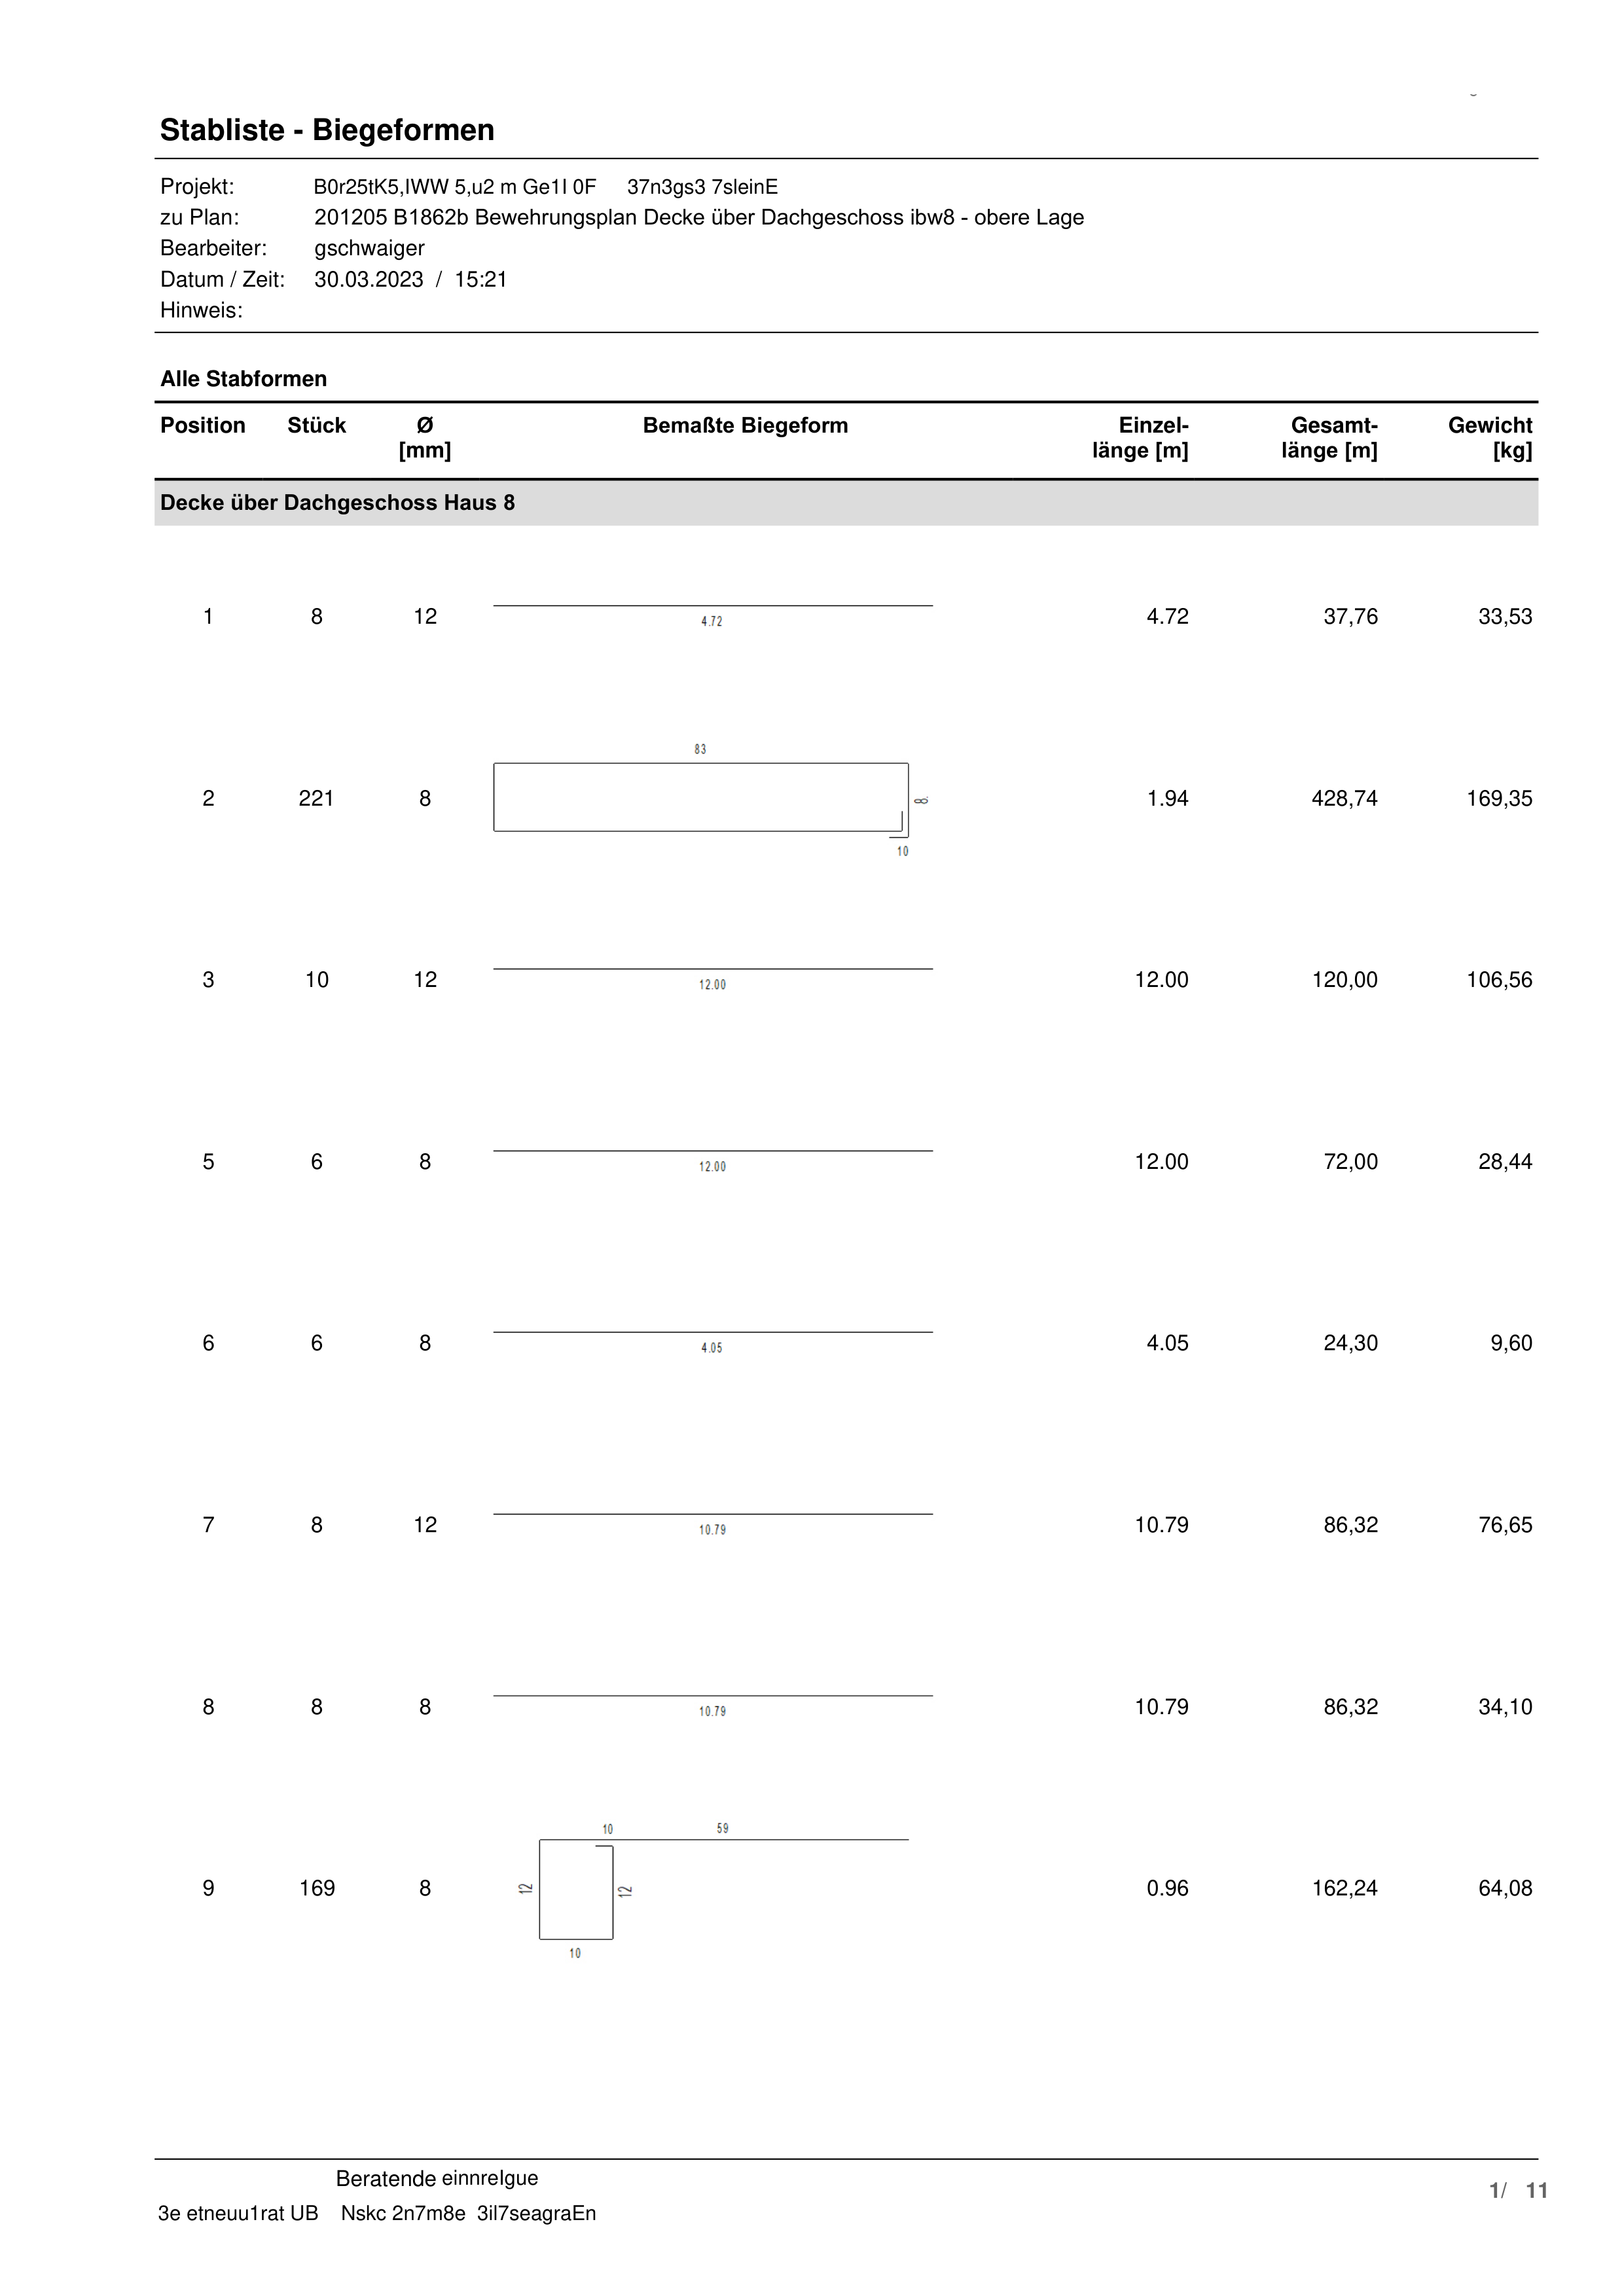 Stabliste - Biegeformen
Projekt: B0r25tK5,IWW 5,u2 m Ge1I 0F 37n3gs3 7sleinE
zu Plan: 201205 B1862b Bewehrungsplan Decke über Dachgeschoss ibw8 - obere Lage
Bearbeiter: gschwaiger
Datum / Zeit: 30.03.2023 / 15:21
Hinweis:
Alle Stabformen
Position Stück Ø Bemaßte Biegeform Einzel- Gesamt- Gewicht
[mm] länge [m] länge [m] [kg]
Decke über Dachgeschoss Haus 8
1 8 12 4.72 37,76 33,53
4.72
83
2 221 8 8 1.94 428,74 169,35
10
3 10 12 12.00 120,00 106,56
12.00
5 6 8 12.00 72,00 28,44
12.00
6 6 8 4.05 24,30 9,60
4.05
7 8 12 10.79 86,32 76,65
10.79
8 8 8 10.79 86,32 34,10
10.79
10 59
9 169 8 12 12 0.96 162,24 64,08
10
Beratende einnrelgue
3e etneuu1rat UB Nskc 2n7m8e 3il7seagraEn
1/ 11